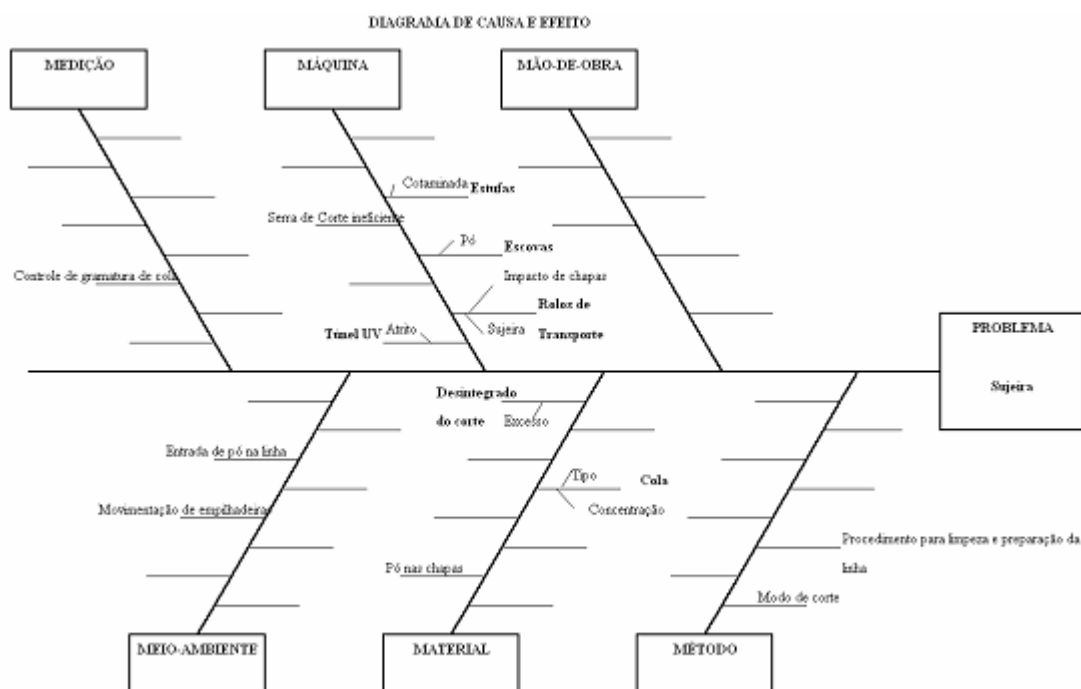 DIAGRAMA DE CAUSA E EFEITO
MEDIÇÃO
MÁQUINA
MÃO-DE-OBRA
Cotaminada
Estufas
Serra de Corte ineficiente
Pó
Escovas
Controle de gramatura de cola
Impacto de chapas
Rolos de
Transporte
Sujeira
Túnel UV
Atrito
PROBLEMA
Sujeira
Desintegrado
do corte
Excesso
Entrada de pó na linha
Tipo
Cola
Concentração
Movimentação de empilhadeiras
Procedimento para limpeza e preparação da
linha
Pó nas chapas
Modo de corte
MEIO-AMBIENTE
MATERIAL
MÉTODO